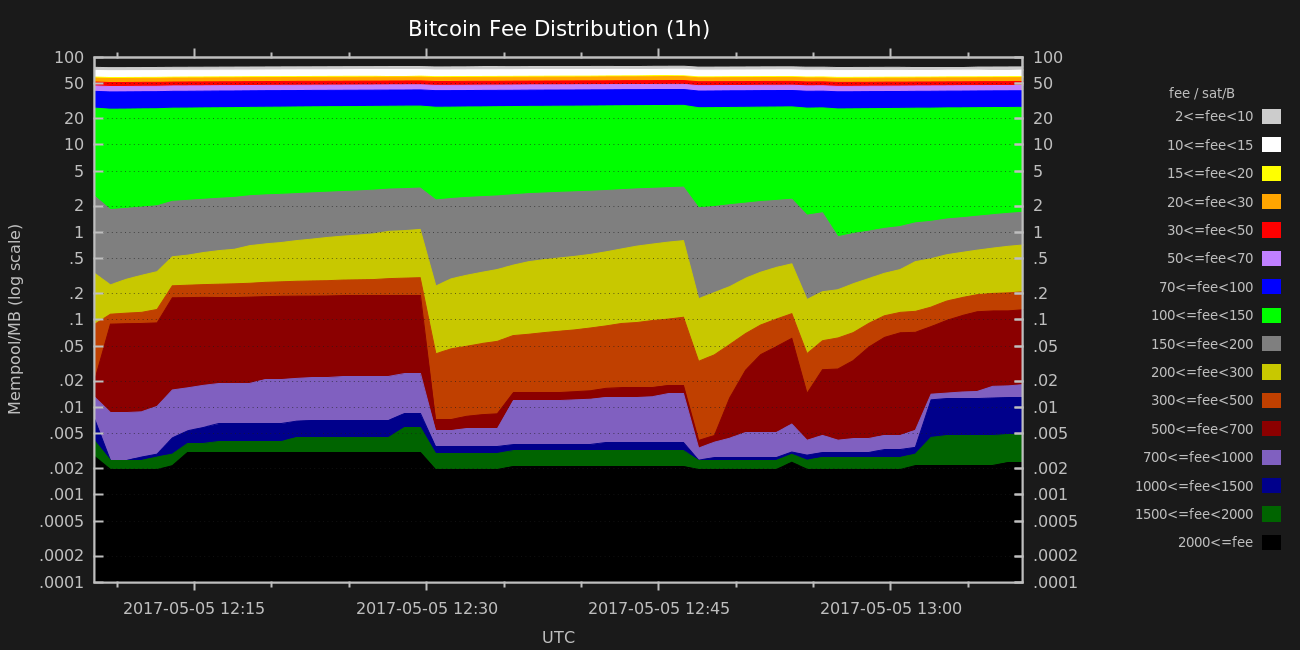 Bitcoin Fee Distribution (1h)
Mempool/MB (log scale)
100
50
20
10
5
2
1
.5
.2
.1
.05
.02
.01
.005
.002
.001
.0005
.0002
.0001
100
50
20
10
5
2
1
.5
.2
.1
.05
.02
.01
.005
.002
.001
.0005
.0002
.0001
2017-05-05 12:15
2017-05-05 12:30
2017-05-05 12:45
2017-05-05 13:00
UTC
fee / sat/B
2<=fee<10
10<=fee<15
15<=fee<20
20<=fee<30
30<=fee<50
50<=fee<70
70<=fee<100
100<=fee<150
150<=fee<200
200<=fee<300
300<=fee<500
500<=fee<700
700<=fee<1000
1000<=fee<1500
1500<=fee<2000
2000<=fee